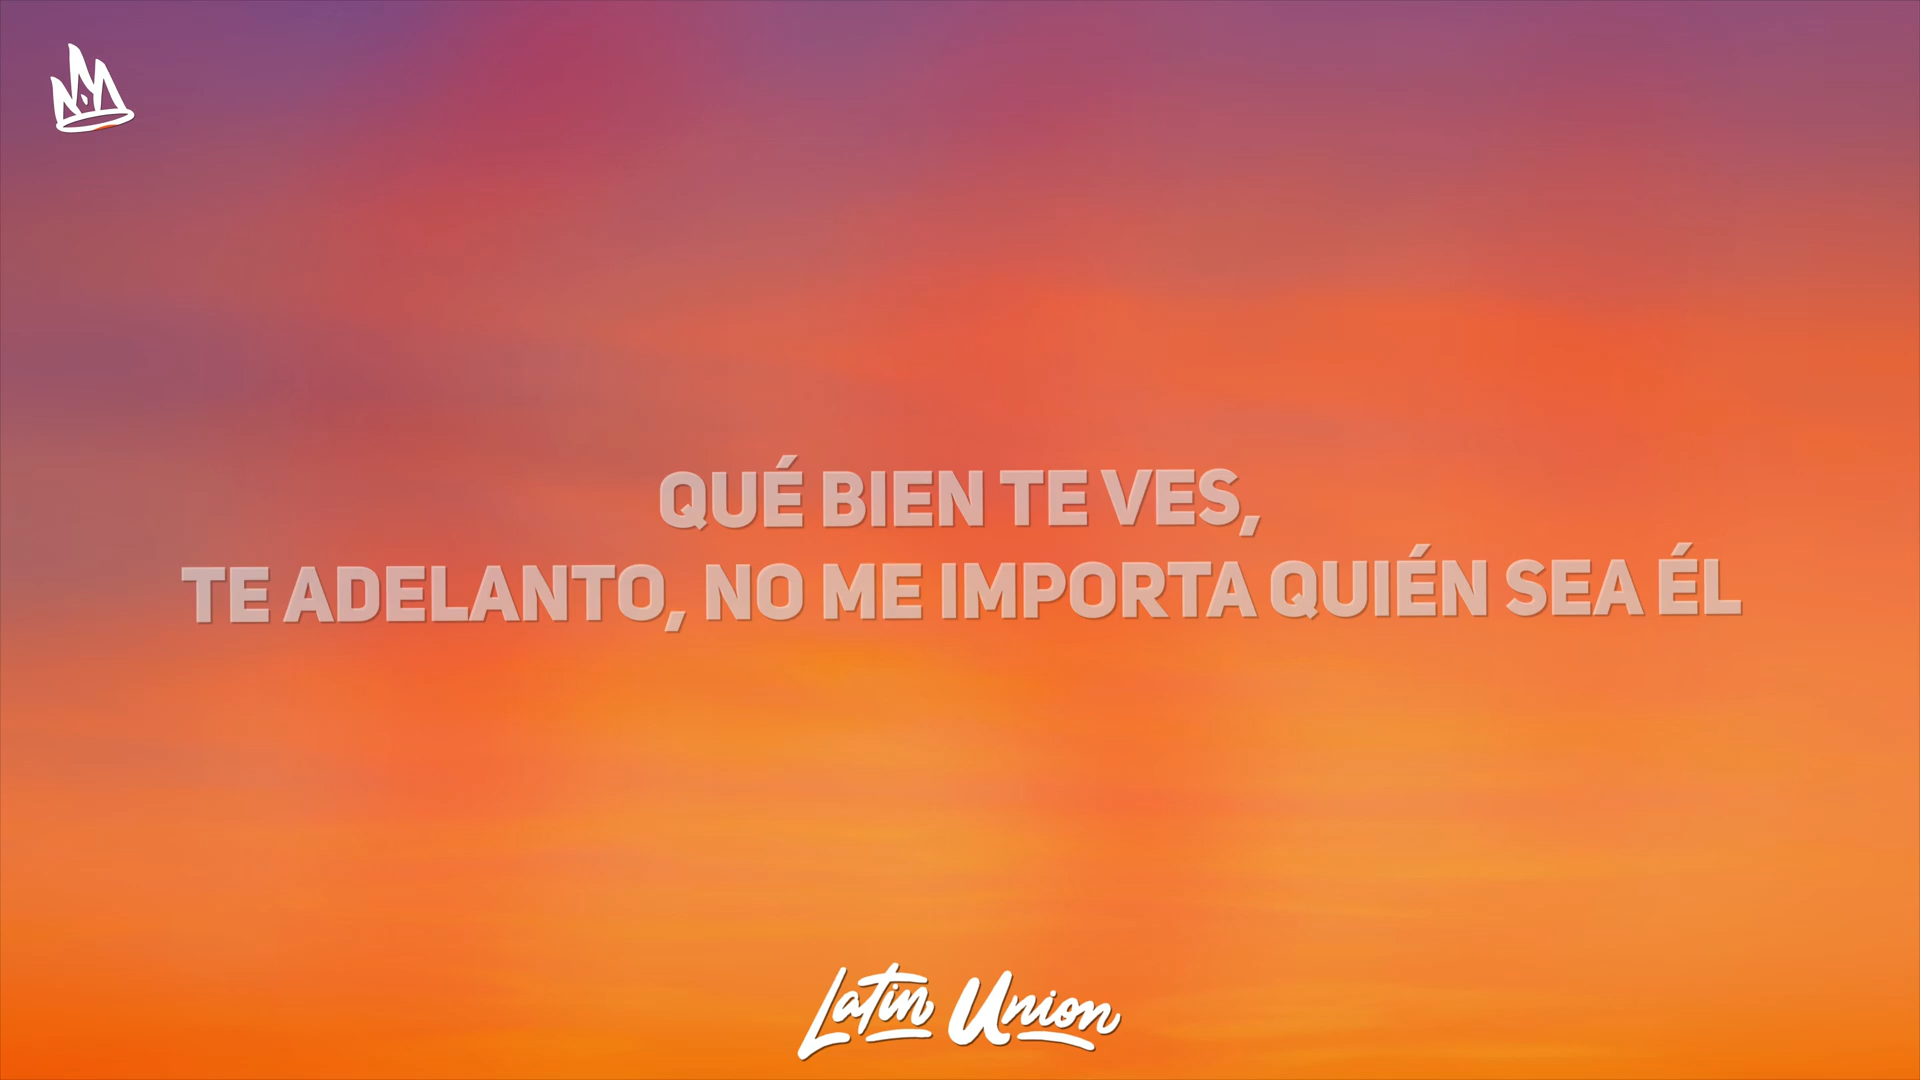 QUÉ BIEN TE VES,
TE ADELANTO, NO ME IMPORTA QUIÉN SEA ÉL
Latin Union